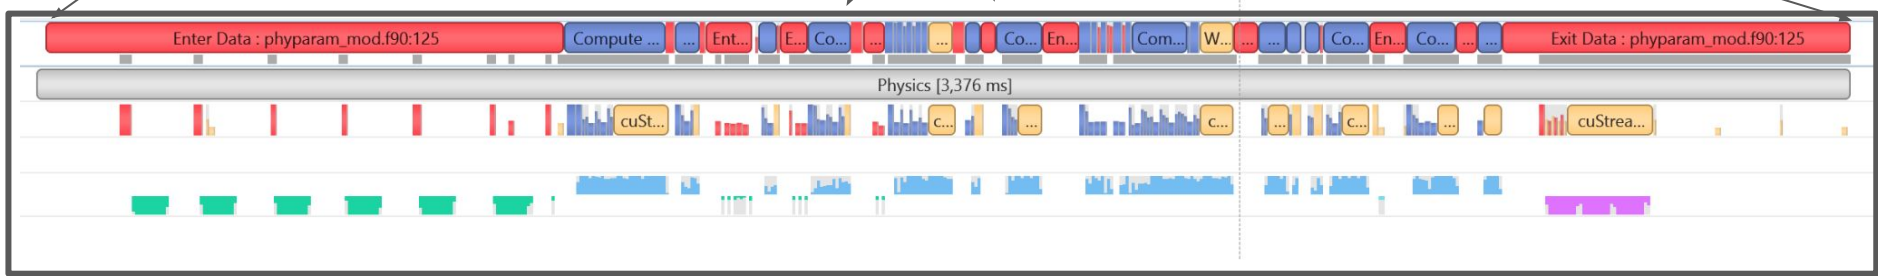 Enter Data : phyparam_mod.f90:125 Compute ... ... Ent... E... Co... ... ... Co... En... Com... W... ... ... Co... En... Co... ... ... Exit Data : phyparam_mod.f90:125
Physics [3,376 ms]
cuSt... c... ... c... ... c... ... ... cuStrea...